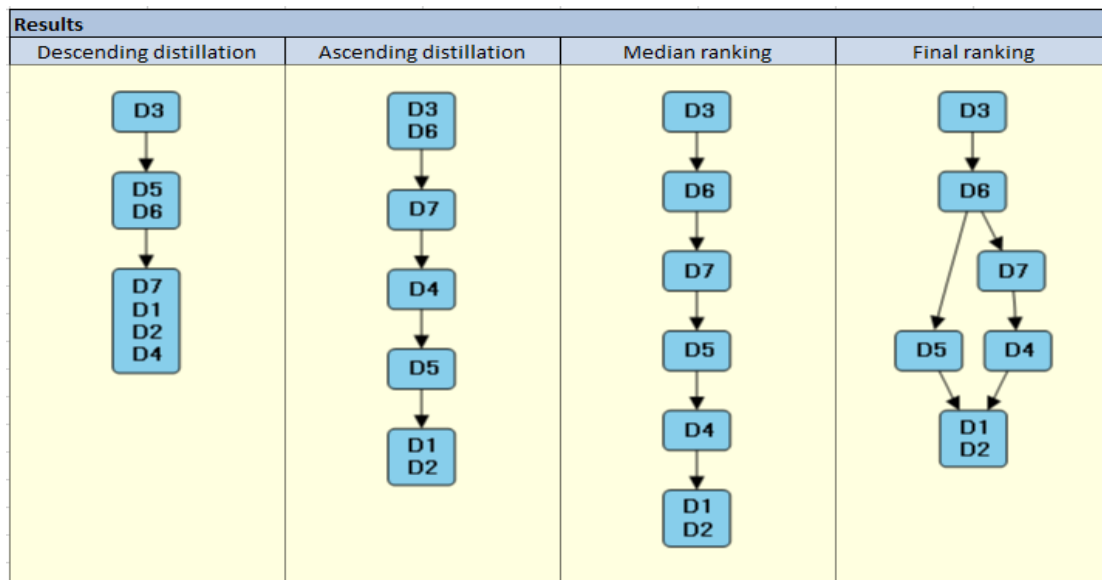 Results
Descending distillation
D3
D5
D6
D7
D1
D2
D4
Ascending distillation
D3
D6
D7
D4
D5
D1
D2
Median ranking
D3
D6
D7
D5
D4
D1
D2
Final ranking
D3
D6
D7
D5
D4
D1
D2